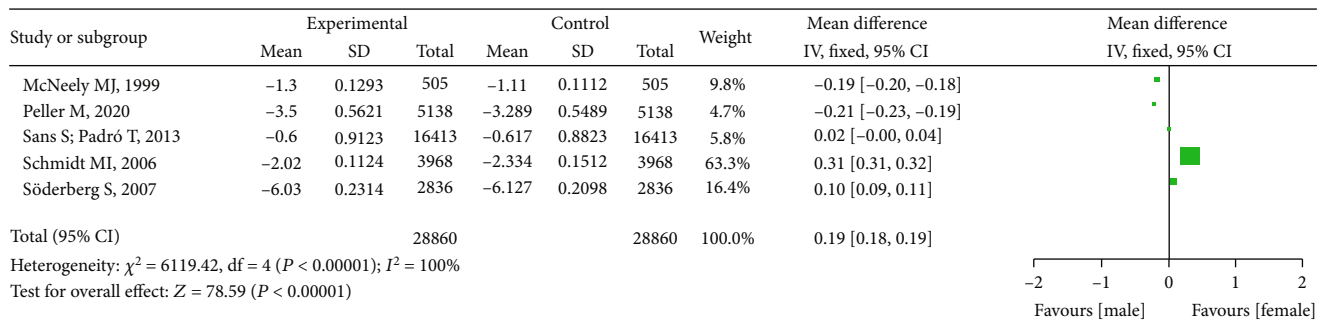 Study or subgroup Experimental Control Weight Mean difference Mean difference
Mean SD Total Mean SD Total IV, fixed, 95% CI IV, fixed, 95% CI
McNeely MJ, 1999 –1.3 0.1293 505 –1.11 0.1112 505 9.8% –0.19 [–0.20, –0.18]
Peller M, 2020 –3.5 0.5621 5138 –3.289 0.5489 5138 4.7% –0.21 [–0.23, –0.19]
Sans S; Padró T, 2013 –0.6 0.9123 16413 –0.617 0.8823 16413 5.8% 0.02 [–0.00, 0.04]
Schmidt MI, 2006 –2.02 0.1124 3968 –2.334 0.1512 3968 63.3% 0.31 [0.31, 0.32]
Söderberg S, 2007 –6.03 0.2314 2836 –6.127 0.2098 2836 16.4% 0.10 [0.09, 0.11]
Total (95% CI) 28860 28860 100.0% 0.19 [0.18, 0.19]
Heterogeneity: χ² = 6119.42, df = 4 (P < 0.00001); I² = 100%
Test for overall effect: Z = 78.59 (P < 0.00001)
–2 –1 0 1 2
Favours [male] Favours [female]